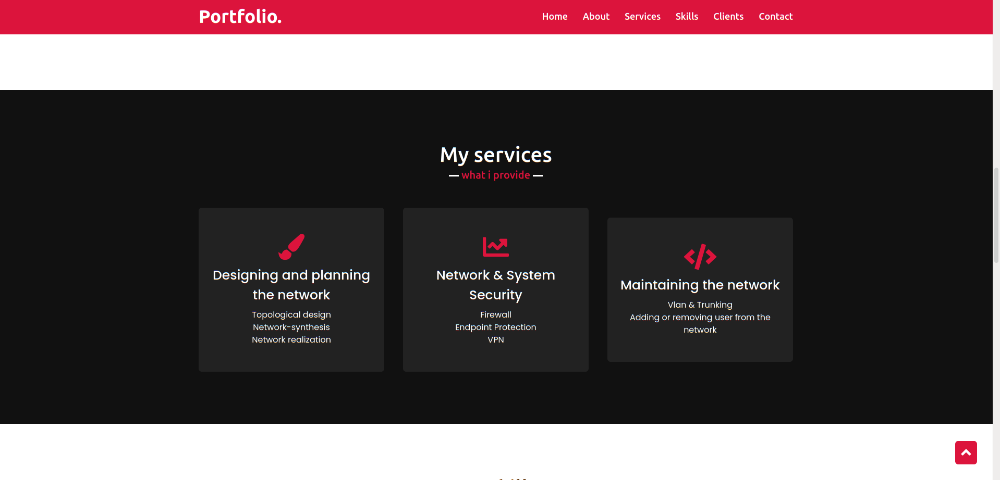 Portfolio.
Home About Services Skills Clients Contact
My services
what i provide
Designing and planning
the network
Topological design
Network-synthesis
Network realization
Network & System
Security
Firewall
Endpoint Protection
VPN
Maintaining the network
Vlan & Trunking
Adding or removing user from the
network